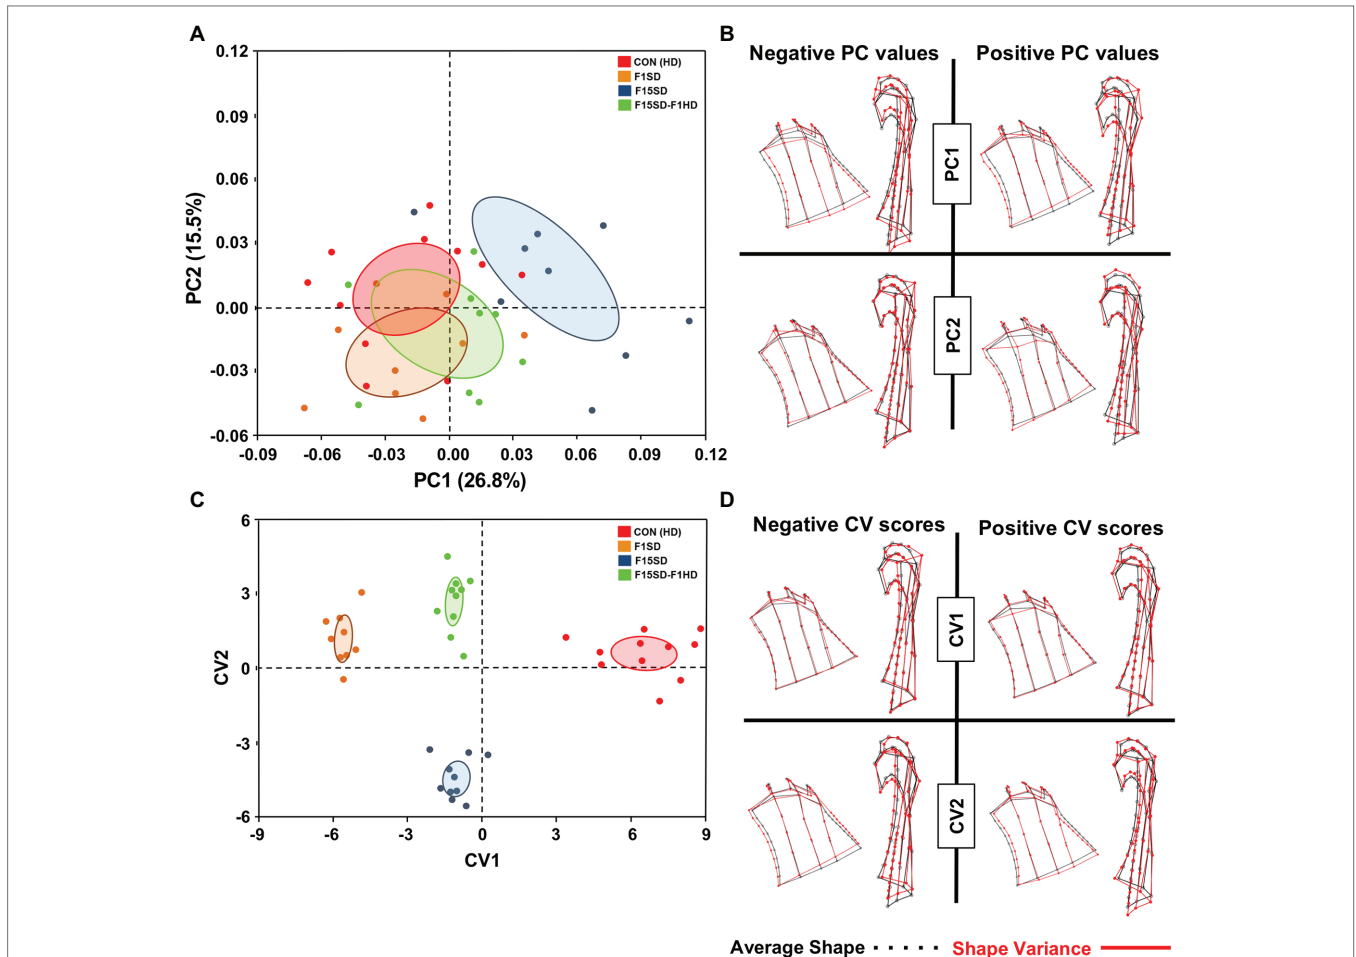 A
0.12
0.09
0.06
0.03
0.00
-0.03
-0.06
PC2 (15.5%)
-0.09
-0.06
-0.03
0.00
0.03
0.06
0.09
0.12
PC1 (26.8%)
CON (HD)
F1SD
F15SD
F15SD-F1HD
B
Negative PC values
Positive PC values
PC1
PC2
C
6
3
0
-3
-6
CV2
-9
-6
-3
0
3
6
9
CV1
CON (HD)
F1SD
F15SD
F15SD-F1HD
D
Negative CV scores
Positive CV scores
CV1
CV2
Average Shape
Shape Variance